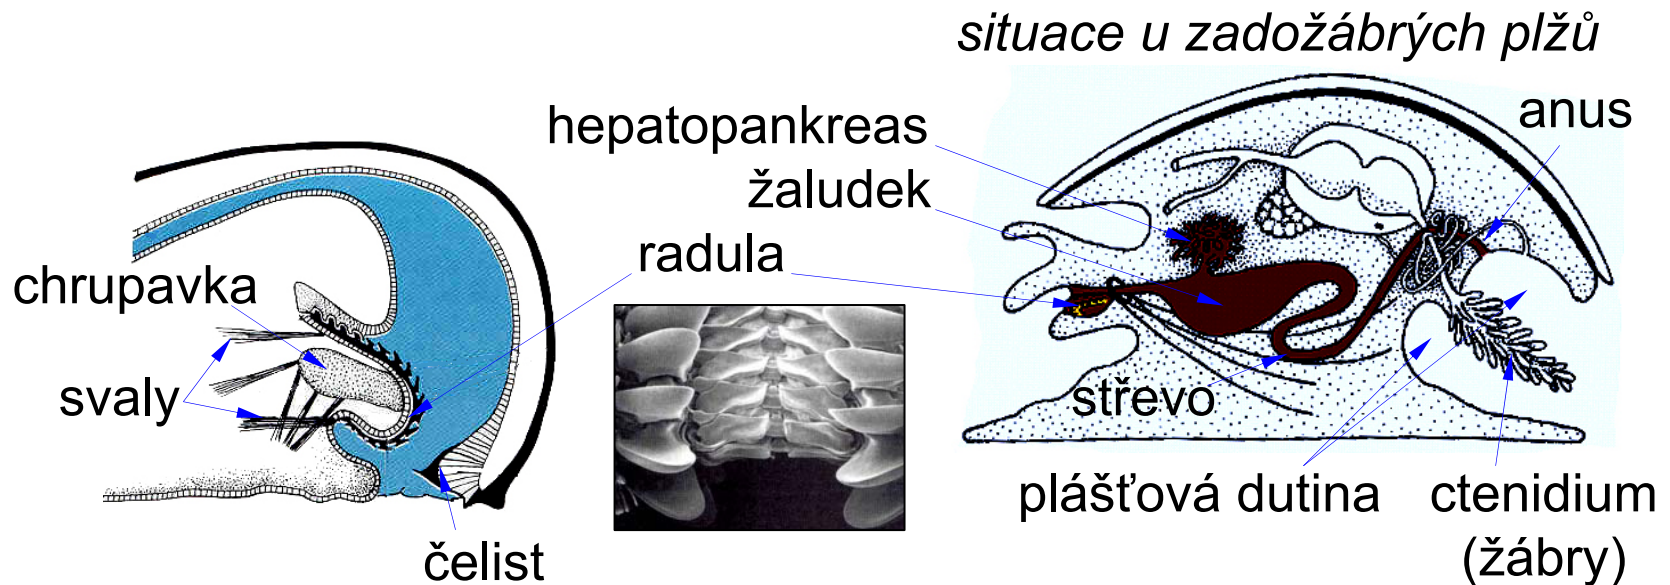 situace u zadožábrých plžů
anus
hepatopankreas
žaludek
radula
chrupavka
svaly
střevo
plášťová dutina
ctenidium
(žábry)
čelist